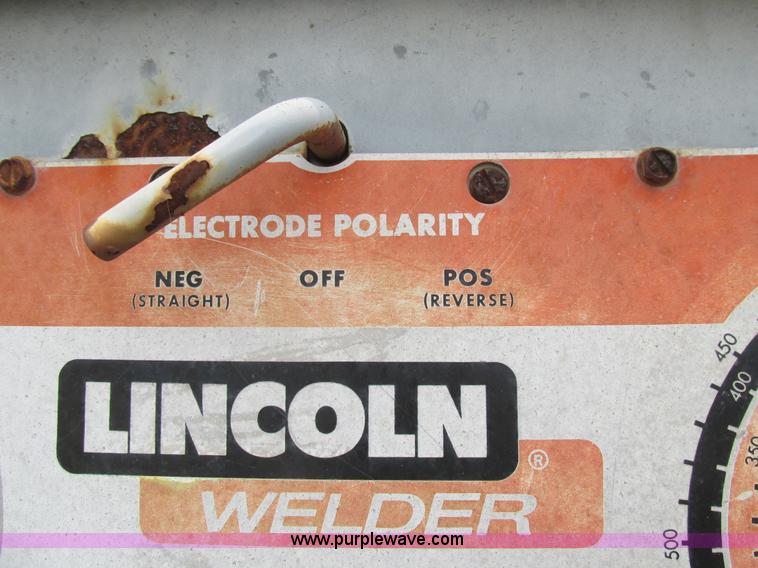 ELECTRODE POLARITY
NEG OFF POS
(STRAIGHT) (REVERSE)
LINCOLN
®
WELDER
450
400
350
500
www.purplewave.com